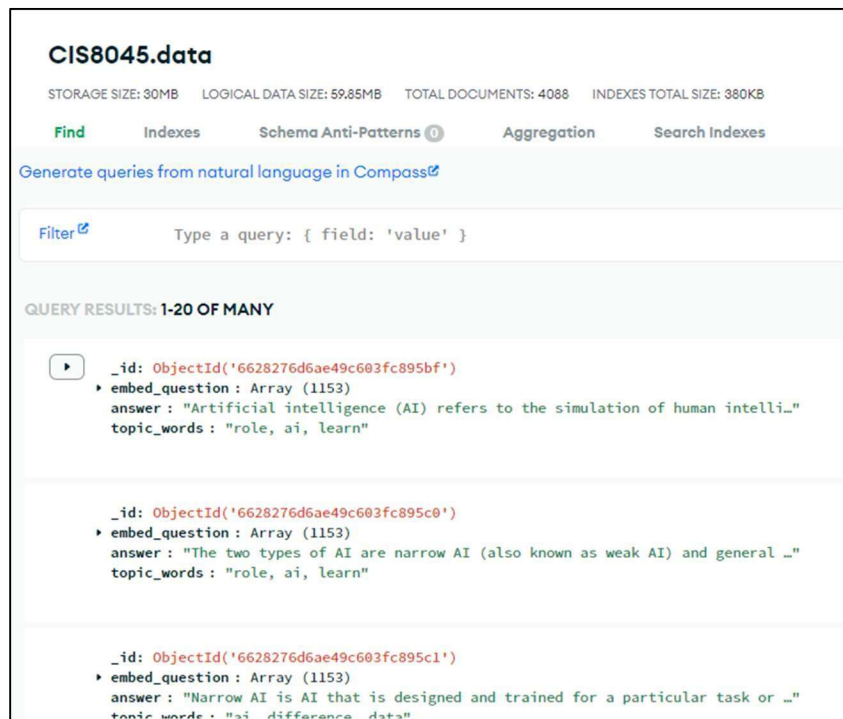 CIS8045.data
STORAGE SIZE: 30MB LOGICAL DATA SIZE: 59.85MB TOTAL DOCUMENTS: 4088 INDEXES TOTAL SIZE: 380KB
Find Indexes Schema Anti-Patterns 0 Aggregation Search Indexes
Generate queries from natural language in Compass
Filter Type a query: { field: 'value' }
QUERY RESULTS: 1-20 OF MANY
_id: ObjectId('6628276d6ae49c603fc895bf')
embed_question : Array (1153)
answer : "Artificial intelligence (AI) refers to the simulation of human intelli…"
topic_words : "role, ai, learn"
_id: ObjectId('6628276d6ae49c603fc895c0')
embed_question : Array (1153)
answer : "The two types of AI are narrow AI (also known as weak AI) and general …"
topic_words : "role, ai, learn"
_id: ObjectId('6628276d6ae49c603fc895c1')
embed_question : Array (1153)
answer : "Narrow AI is AI that is designed and trained for a particular task or …"
topic_words : "ai, difference, data"